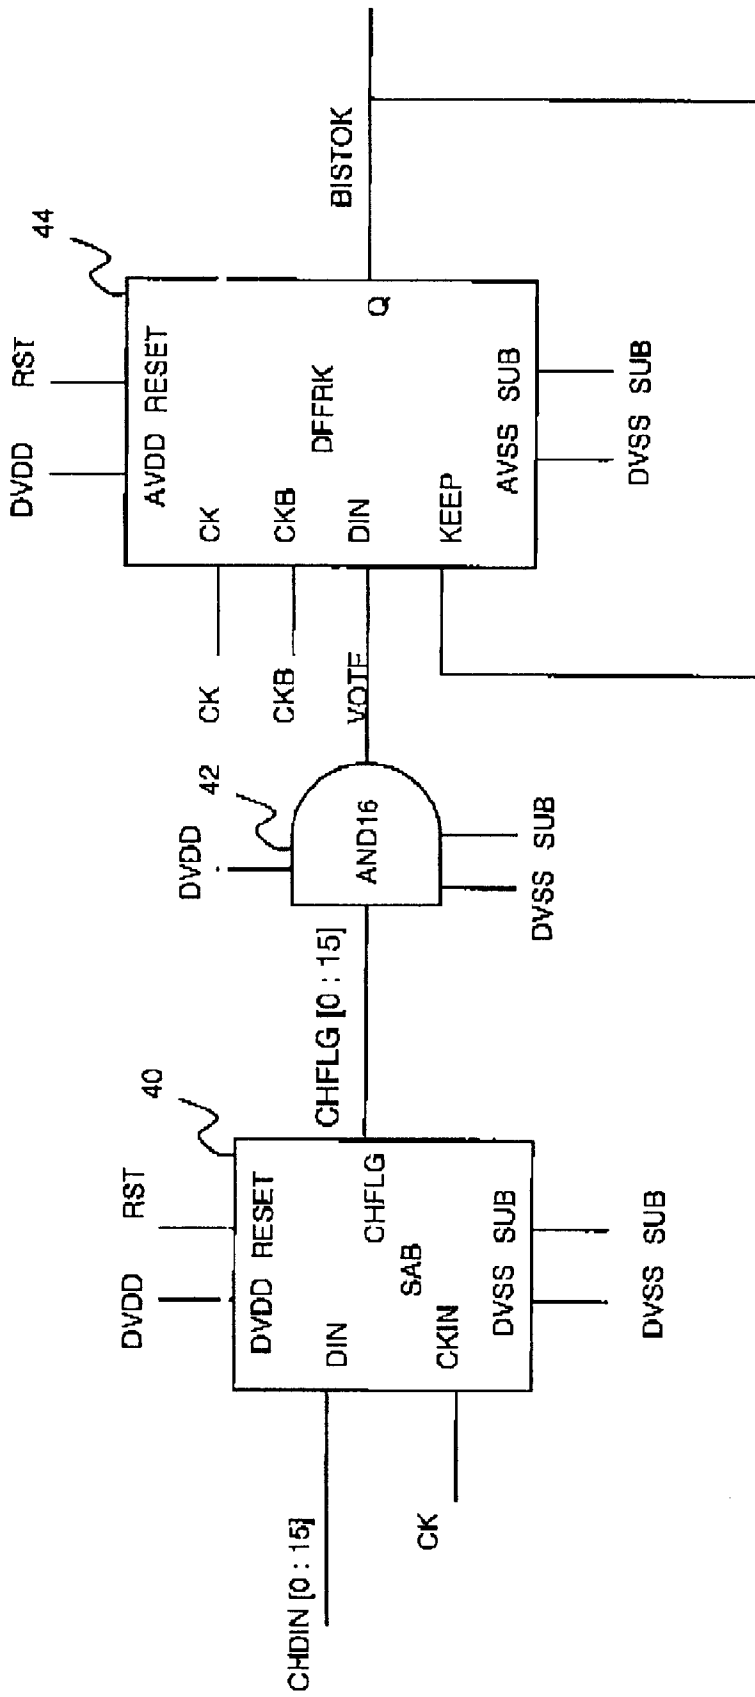 CHDIN [0 : 15]
CK
DVDD RST
40
DVDD RESET
DIN
CHFLG
SAB
CKIN
DVSS SUB
DVSS SUB
CHFLG [0 : 15]
DVDD
42
AND16
DVSS SUB
VOTE
CK
CKB
DVDD RST
44
AVDD RESET
CK
CKB
DFFRK
DIN
Q
KEEP
AVSS SUB
DVSS SUB
BISTOK